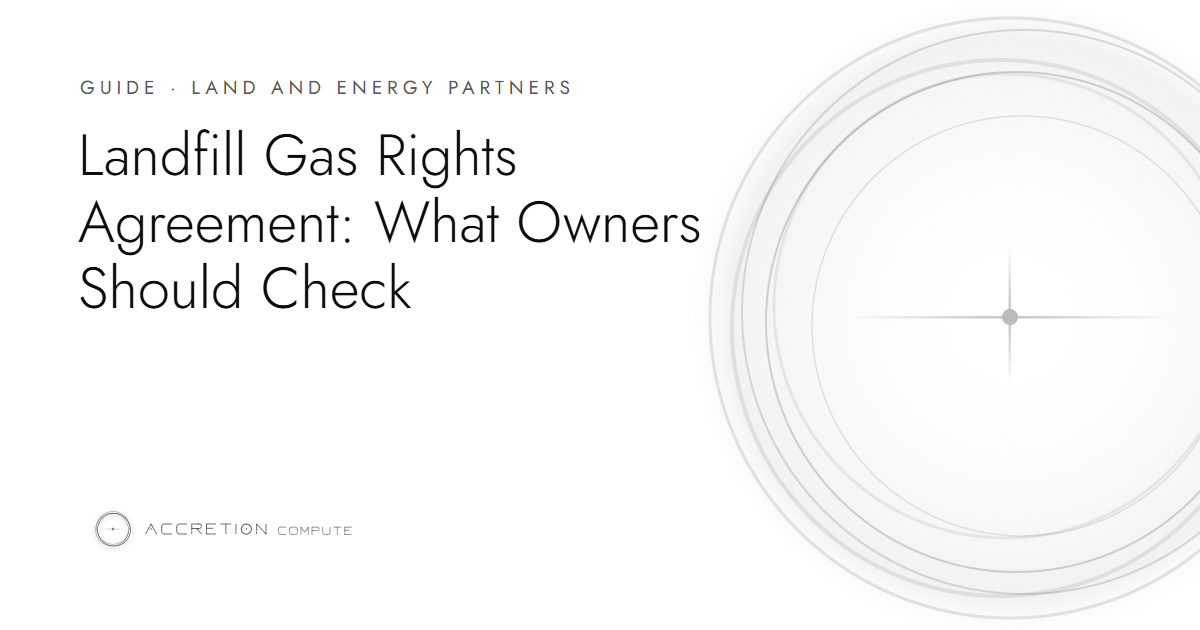 GUIDE · LAND AND ENERGY PARTNERS
Landfill Gas Rights
Agreement: What Owners
Should Check
ACCRETION COMPUTE